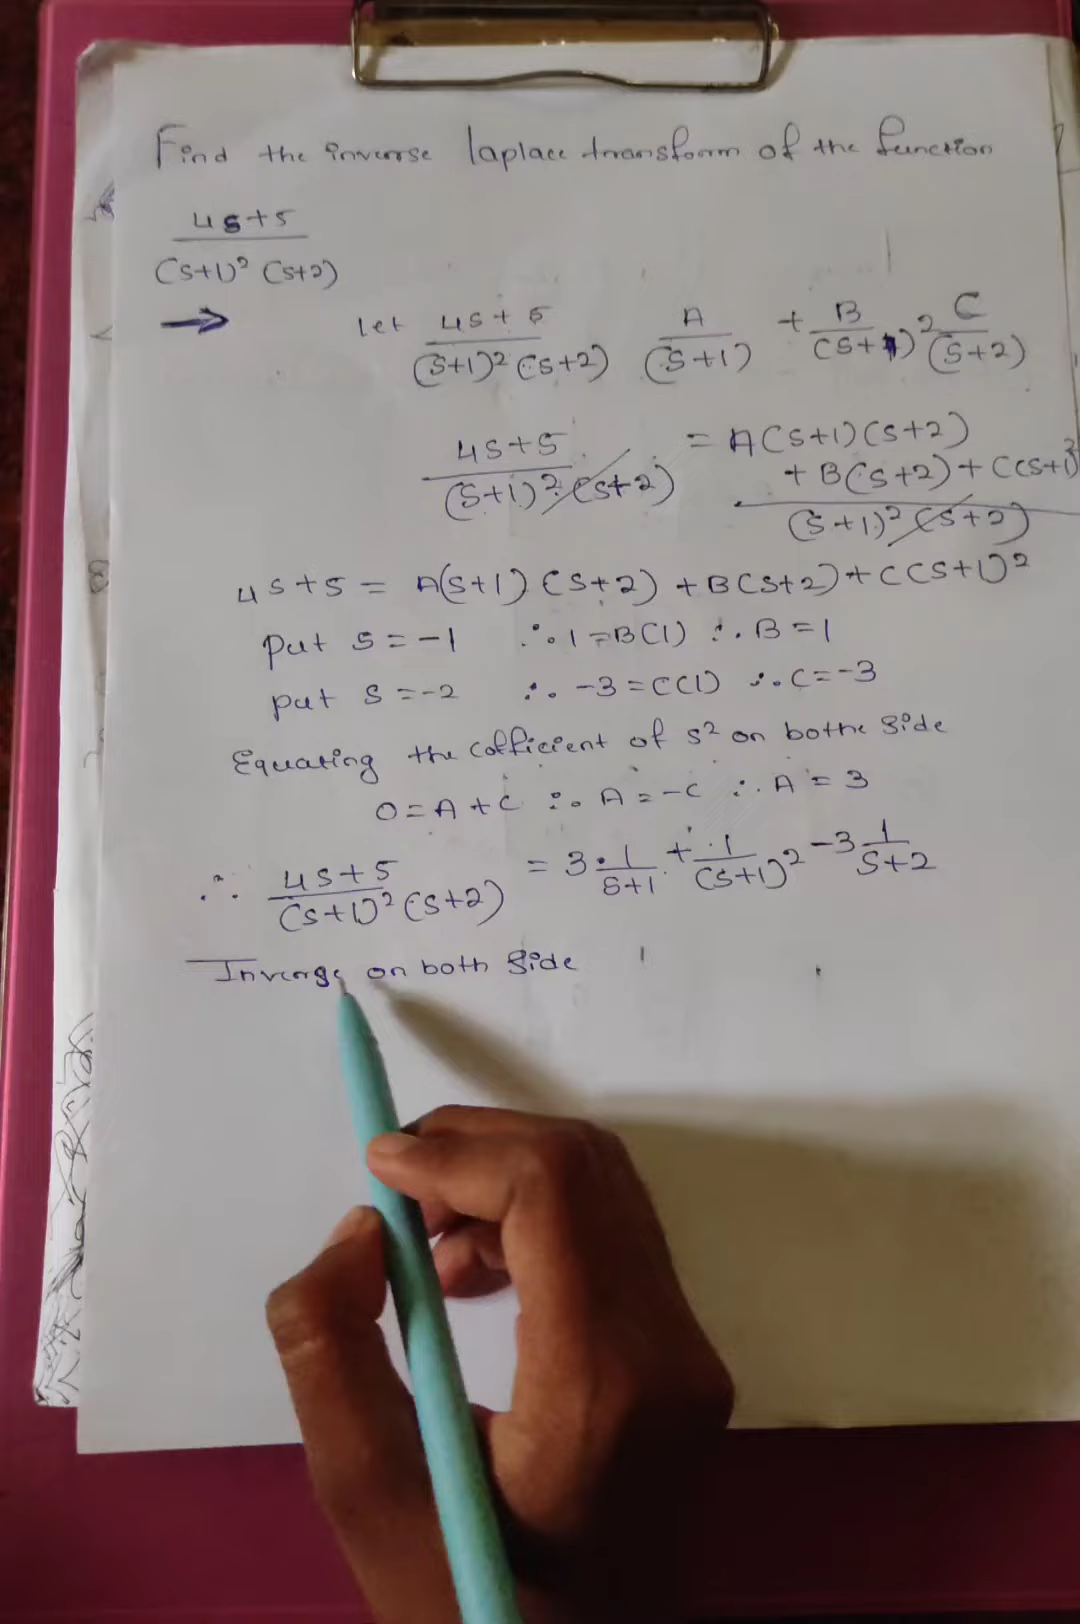 Find the inverse laplace transform of the function
4s+5
(s+1)² (s+2)
→ let 4s+5 / (s+1)² (s+2) A / (s+1) + B / (s+1)² C / (s+2)
4s+5 / (s+1)² (s+2) = A(s+1)(s+2)
+ B(s+2) + C(s+1)²
(s+1)² (s+2)
4s+5 = A(s+1) (s+2) + B(s+2) + C(s+1)²
Put s = -1 ∴ 1 = B(1) ∴ B = 1
put s = -2 ∴ -3 = C(1) ∴ C = -3
Equating the cofficient of s² on bothe side
0 = A + C ∴ A = -C ∴ A = 3
∴ 4s+5 / (s+1)² (s+2) = 3 · 1 / s+1 + 1 / (s+1)² - 3 1 / s+2
Inverse on both side